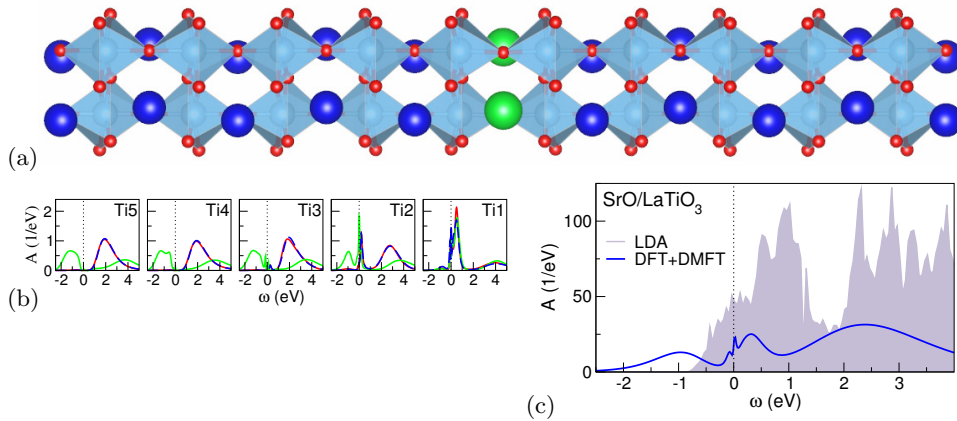 (a)
Ti5 Ti4 Ti3 Ti2 Ti1
A (1/eV)
2
1
0
-2 0 2 4 -2 0 2 4 -2 0 2 4 -2 0 2 4 -2 0 2 4
ω (eV)
(b)
SrO/LaTiO3
LDA
DFT+DMFT
A (1/eV)
100
50
0
-2 -1 0 1 2 3
ω (eV)
(c)